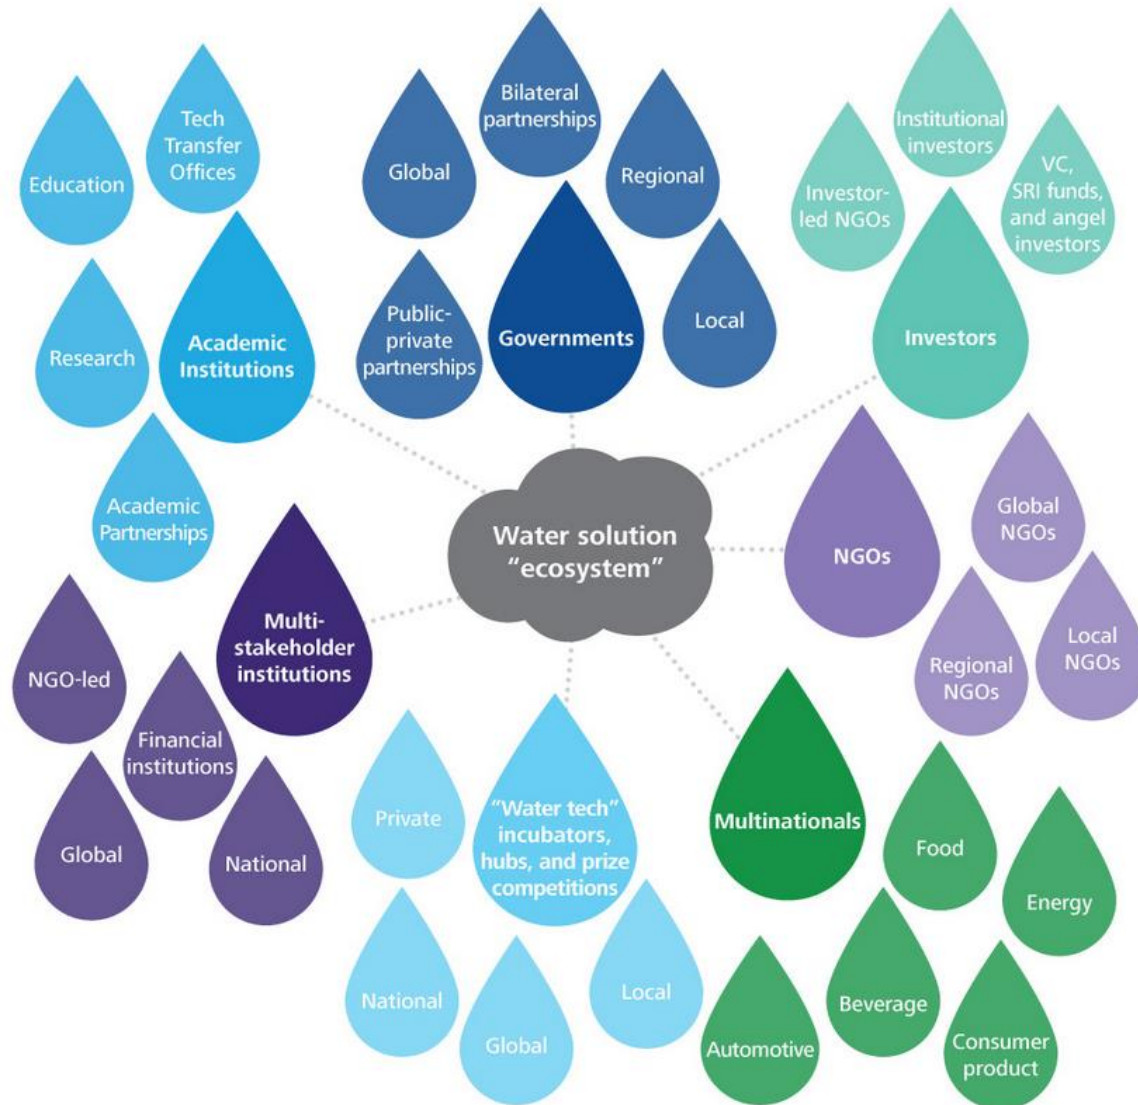 Education
Tech
Transfer
Offices
Research
Academic
Partnerships
Academic
Institutions
Global
Bilateral
partnerships
Regional
Public-
private
partnerships
Local
Governments
Investor-
led NGOs
Institutional
investors
VC,
SRI funds,
and angel
investors
Investors
Water solution
“ecosystem”
NGOs
Global
NGOs
Regional
NGOs
Local
NGOs
Multi-
stakeholder
institutions
NGO-led
Financial
institutions
Global
National
“Water tech”
incubators,
hubs, and prize
competitions
Private
National
Global
Local
Multinationals
Food
Energy
Beverage
Automotive
Consumer
product